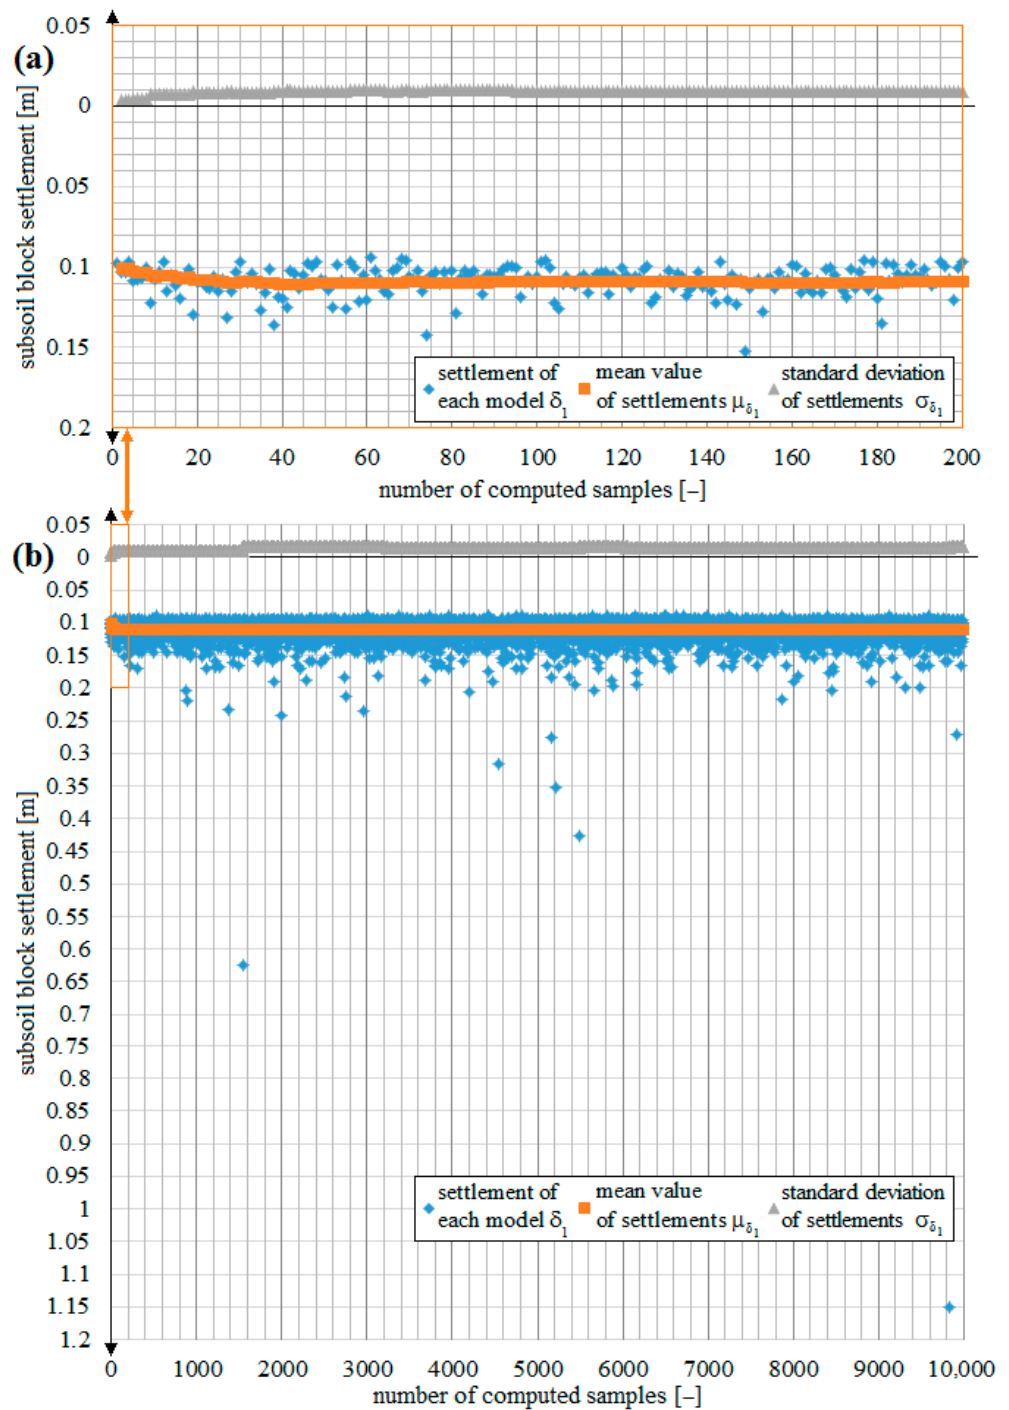 (a)
subsoil block settlement [m]
0.05
0
0.05
0.1
0.15
0.2
settlement of each model δ1
mean value of settlements μδ1
standard deviation of settlements σδ1
0 20 40 60 80 100 120 140 160 180 200
number of computed samples [–]
(b)
subsoil block settlement [m]
0.05
0
0.05
0.1
0.15
0.2
0.25
0.3
0.35
0.4
0.45
0.5
0.55
0.6
0.65
0.7
0.75
0.8
0.85
0.9
0.95
1
1.05
1.1
1.15
1.2
settlement of each model δ1
mean value of settlements μδ1
standard deviation of settlements σδ1
0 1000 2000 3000 4000 5000 6000 7000 8000 9000 10,000
number of computed samples [–]